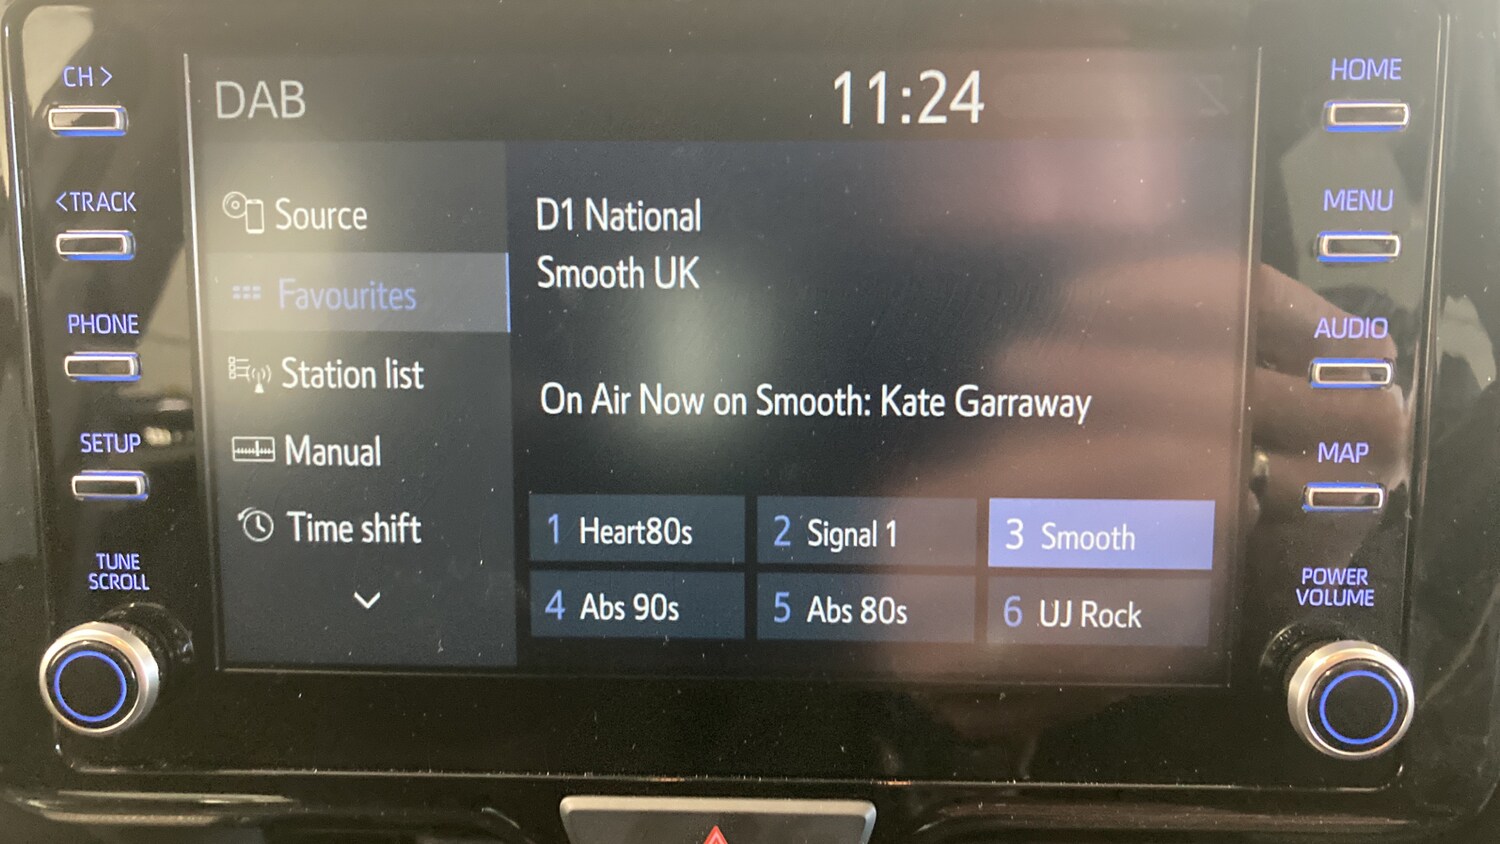 CH >
<TRACK
PHONE
SETUP
TUNE
SCROLL
DAB
11:24
Source
Favourites
Station list
Manual
Time shift
D1 National
Smooth UK
On Air Now on Smooth: Kate Garraway
1 Heart80s
2 Signal 1
3 Smooth
4 Abs 90s
5 Abs 80s
6 UJ Rock
HOME
MENU
AUDIO
MAP
POWER
VOLUME